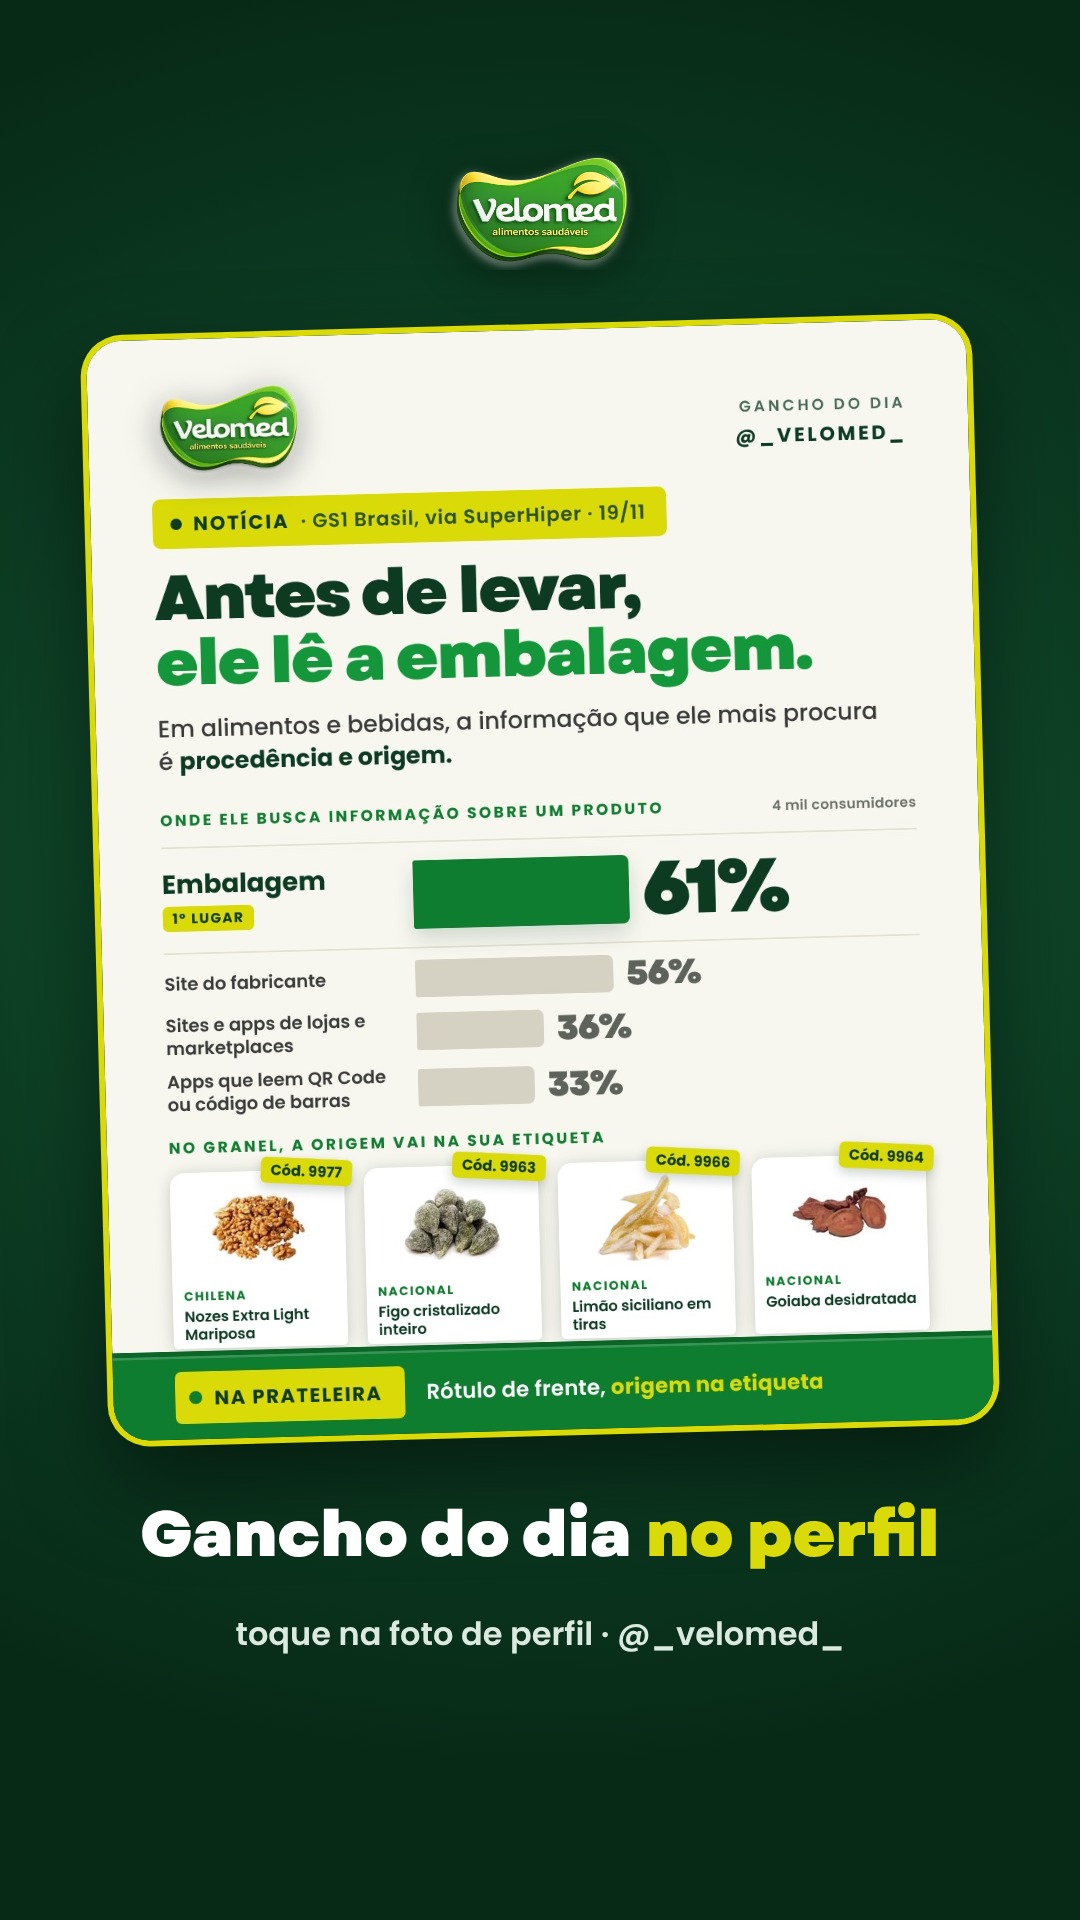 Velomed
alimentos saudáveis
Velomed
alimentos saudáveis
GANCHO DO DIA
@_VELOMED_
NOTÍCIA · GS1 Brasil, via SuperHiper · 19/11
Antes de levar,
ele lê a embalagem.
Em alimentos e bebidas, a informação que ele mais procura
é procedência e origem.
ONDE ELE BUSCA INFORMAÇÃO SOBRE UM PRODUTO
4 mil consumidores
Embalagem
1º LUGAR
61%
Site do fabricante
56%
Sites e apps de lojas e
marketplaces
36%
Apps que leem QR Code
ou código de barras
33%
NO GRANEL, A ORIGEM VAI NA SUA ETIQUETA
Cód. 9977
CHILENA
Nozes Extra Light
Mariposa
Cód. 9963
NACIONAL
Figo cristalizado
inteiro
Cód. 9966
NACIONAL
Limão siciliano em
tiras
Cód. 9964
NACIONAL
Goiaba desidratada
NA PRATELEIRA
Rótulo de frente, origem na etiqueta
Gancho do dia no perfil
toque na foto de perfil · @_velomed_